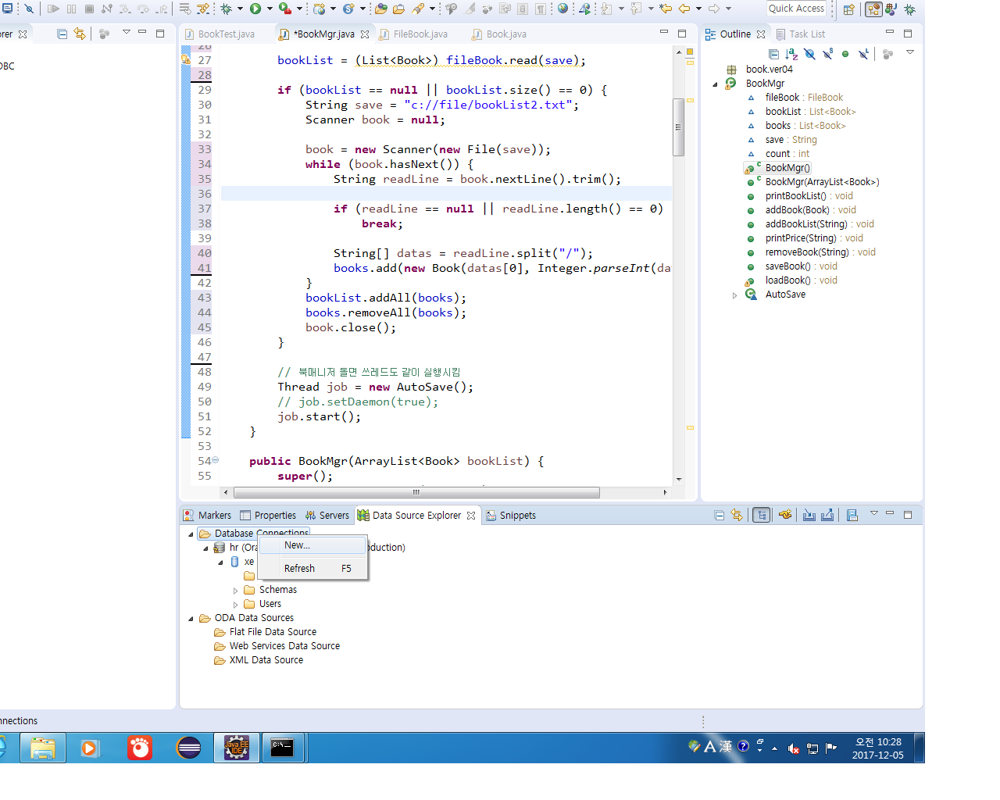 Quick Access
orer
BookTest.java
*BookMgr.java
FileBook.java
Book.java
Outline
Task List
DBC
26
27 bookList = (List<Book>) fileBook.read(save);
28
29 if (bookList == null || bookList.size() == 0) {
30 String save = "c://file/bookList2.txt";
31 Scanner book = null;
32
33 book = new Scanner(new File(save));
34 while (book.hasNext()) {
35 String readLine = book.nextLine().trim();
36
37 if (readLine == null || readLine.length() == 0)
38 break;
39
40 String[] datas = readLine.split("/");
41 books.add(new Book(datas[0], Integer.parseInt(da
42 }
43 bookList.addAll(books);
44 books.removeAll(books);
45 book.close();
46 }
47
48 // 북매니저 돌면 쓰레드도 같이 실행시킴
49 Thread job = new AutoSave();
50 // job.setDaemon(true);
51 job.start();
52 }
53
54 public BookMgr(ArrayList<Book> bookList) {
55 super();
book.ver04
BookMgr
fileBook : FileBook
bookList : List<Book>
books : List<Book>
save : String
count : int
BookMgr()
BookMgr(ArrayList<Book>)
printBookList() : void
addBook(Book) : void
addBookList(String) : void
printPrice(String) : void
removeBook(String) : void
saveBook() : void
loadBook() : void
AutoSave
Markers
Properties
Servers
Data Source Explorer
Snippets
Database Connections
hr (Ora
oduction)
xe
New...
Refresh F5
Schemas
Users
ODA Data Sources
Flat File Data Source
Web Services Data Source
XML Data Source
nnections
Java EE
IDE
C:\-
A 漢
오전 10:28
2017-12-05